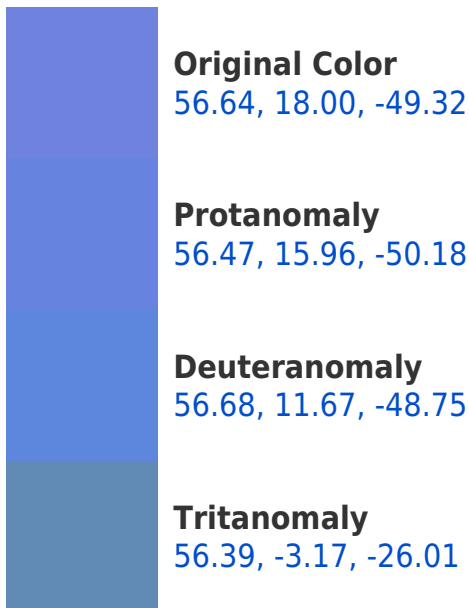 Original Color
56.64, 18.00, -49.32
Protanomaly
56.47, 15.96, -50.18
Deuteranomaly
56.68, 11.67, -48.75
Tritanomaly
56.39, -3.17, -26.01